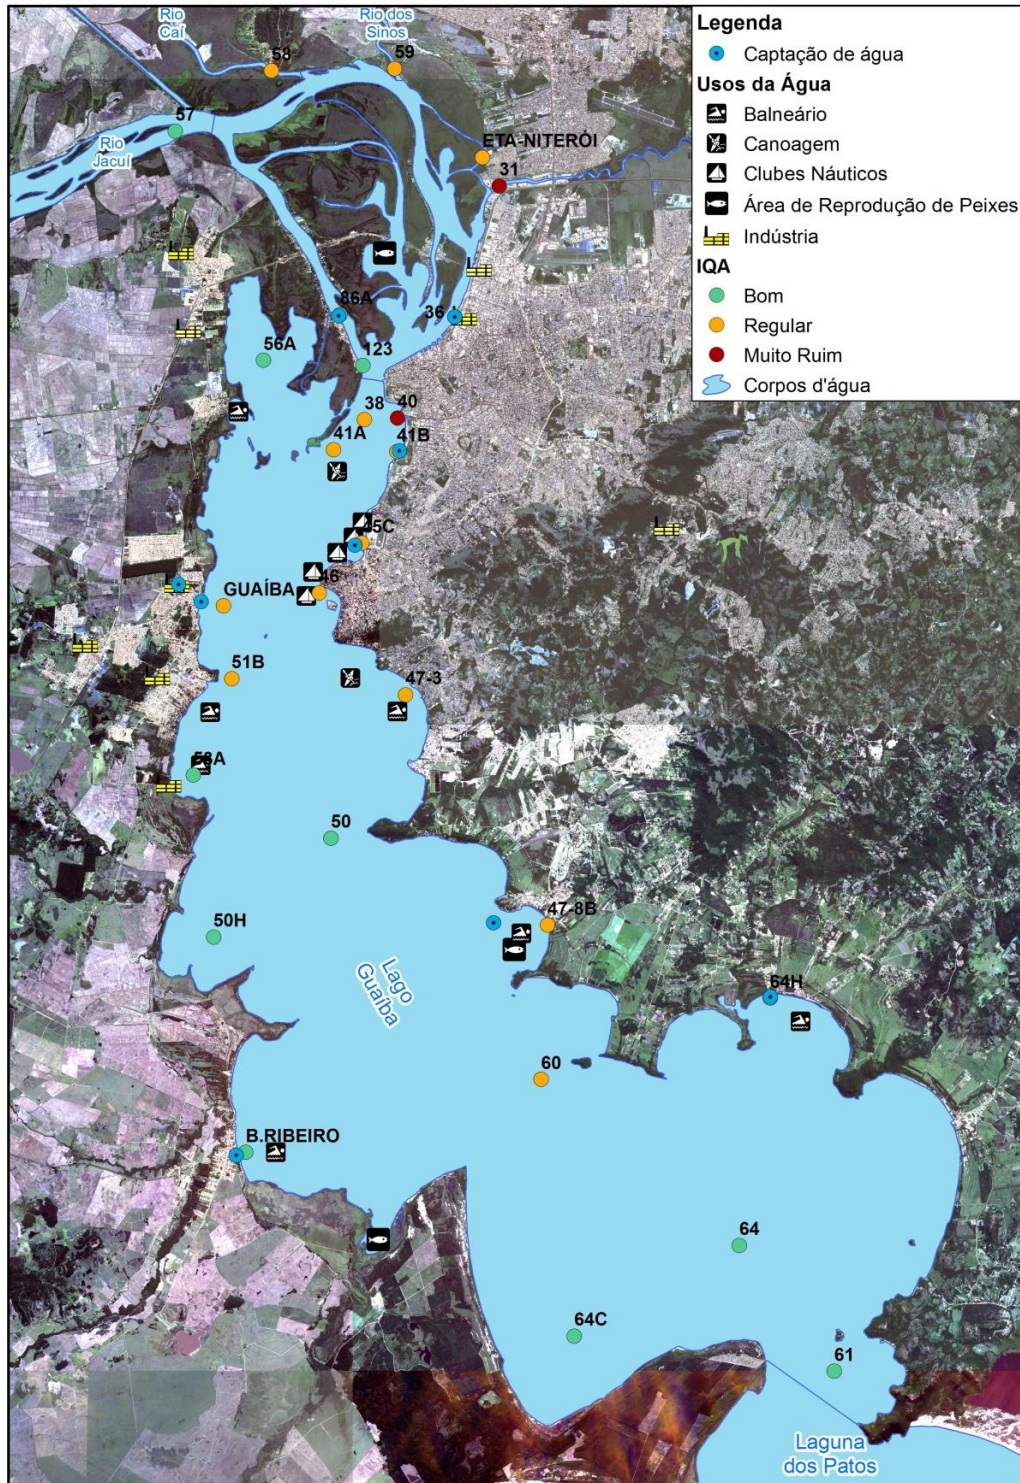 Rio
Caí
Rio dos
Sinos
58
59
57
Rio
Jacuí
ETA-NITERÓI
31
86A
36
56A
123
38
40
41A
41B
45C
GUAÍBA
46
51B
47-3
53A
50
50H
47-8B
Lago
Guaíba
64H
60
B.RIBEIRO
64
64C
61
Laguna
dos Patos
Legenda
Captação de água
Usos da Água
Balneário
Canoagem
Clubes Náuticos
Área de Reprodução de Peixes
Indústria
IQA
Bom
Regular
Muito Ruim
Corpos d'água